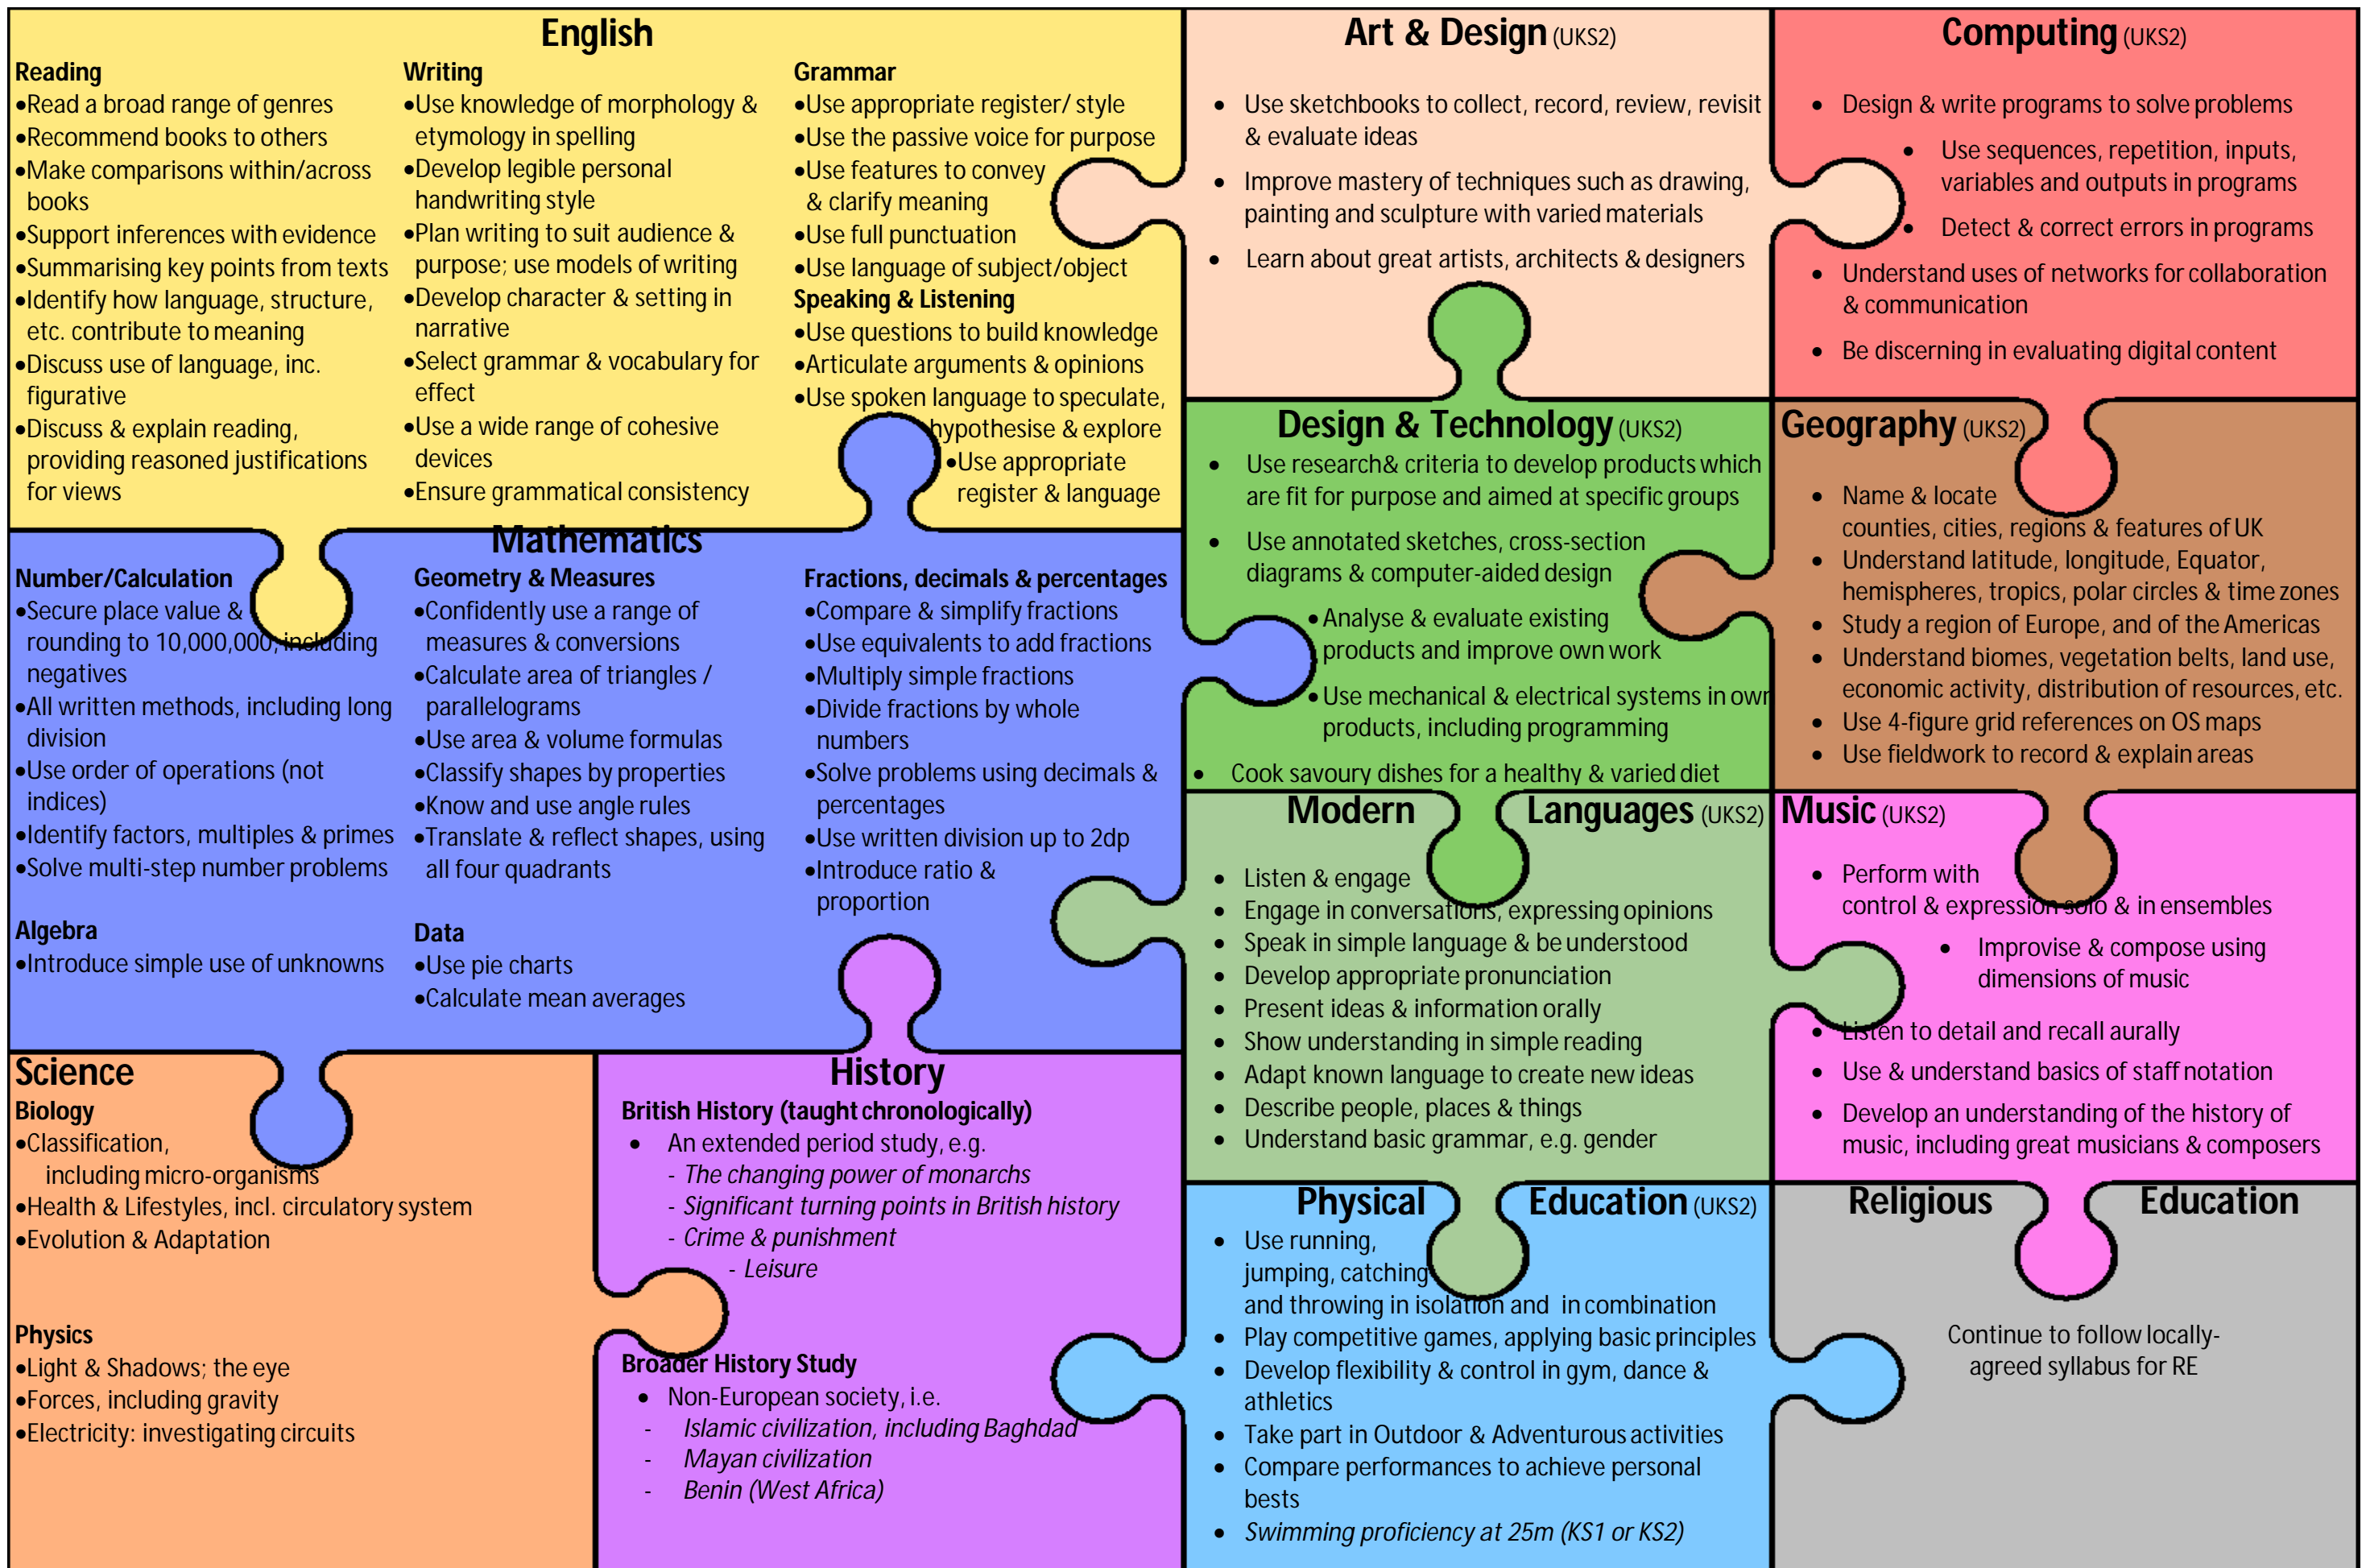 English
Reading
•Read a broad range of genres
•Recommend books to others
•Make comparisons within/across
books
•Support inferences with evidence
•Summarising key points from texts
•Identify how language, structure,
etc. contribute to meaning
•Discuss use of language, inc.
figurative
•Discuss & explain reading,
providing reasoned justifications
for views
Writing
•Use knowledge of morphology &
etymology in spelling
•Develop legible personal
handwriting style
•Plan writing to suit audience &
purpose; use models of writing
•Develop character & setting in
narrative
•Select grammar & vocabulary for
effect
•Use a wide range of cohesive
devices
•Ensure grammatical consistency
Grammar
•Use appropriate register/ style
•Use the passive voice for purpose
•Use features to convey
& clarify meaning
•Use full punctuation
•Use language of subject/object
Speaking & Listening
•Use questions to build knowledge
•Articulate arguments & opinions
•Use spoken language to speculate,
hypothesise & explore
•Use appropriate
register & language
Art & Design (UKS2)
• Use sketchbooks to collect, record, review, revisit
& evaluate ideas
• Improve mastery of techniques such as drawing,
painting and sculpture with varied materials
• Learn about great artists, architects & designers
Computing (UKS2)
• Design & write programs to solve problems
• Use sequences, repetition, inputs,
variables and outputs in programs
• Detect & correct errors in programs
• Understand uses of networks for collaboration
& communication
• Be discerning in evaluating digital content
Mathematics
Number/Calculation
•Secure place value &
rounding to 10,000,000, including
negatives
•All written methods, including long
division
•Use order of operations (not
indices)
•Identify factors, multiples & primes
•Solve multi-step number problems
Algebra
•Introduce simple use of unknowns
Geometry & Measures
•Confidently use a range of
measures & conversions
•Calculate area of triangles /
parallelograms
•Use area & volume formulas
•Classify shapes by properties
•Know and use angle rules
•Translate & reflect shapes, using
all four quadrants
Data
•Use pie charts
•Calculate mean averages
Fractions, decimals & percentages
•Compare & simplify fractions
•Use equivalents to add fractions
•Multiply simple fractions
•Divide fractions by whole
numbers
•Solve problems using decimals &
percentages
•Use written division up to 2dp
•Introduce ratio &
proportion
Design & Technology (UKS2)
• Use research& criteria to develop products which
are fit for purpose and aimed at specific groups
• Use annotated sketches, cross-section
diagrams & computer-aided design
•Analyse & evaluate existing
products and improve own work
•Use mechanical & electrical systems in own
products, including programming
• Cook savoury dishes for a healthy & varied diet
Geography (UKS2)
• Name & locate
counties, cities, regions & features of UK
• Understand latitude, longitude, Equator,
hemispheres, tropics, polar circles & time zones
• Study a region of Europe, and of the Americas
• Understand biomes, vegetation belts, land use,
economic activity, distribution of resources, etc.
• Use 4-figure grid references on OS maps
• Use fieldwork to record & explain areas
Modern Languages (UKS2)
• Listen & engage
• Engage in conversations, expressing opinions
• Speak in simple language & be understood
• Develop appropriate pronunciation
• Present ideas & information orally
• Show understanding in simple reading
• Adapt known language to create new ideas
• Describe people, places & things
• Understand basic grammar, e.g. gender
Music (UKS2)
• Perform with
control & expression solo & in ensembles
• Improvise & compose using
dimensions of music
• Listen to detail and recall aurally
• Use & understand basics of staff notation
• Develop an understanding of the history of
music, including great musicians & composers
Science
Biology
•Classification,
including micro-organisms
•Health & Lifestyles, incl. circulatory system
•Evolution & Adaptation
Physics
•Light & Shadows; the eye
•Forces, including gravity
•Electricity: investigating circuits
History
British History (taught chronologically)
• An extended period study, e.g.
- The changing power of monarchs
- Significant turning points in British history
- Crime & punishment
- Leisure
Broader History Study
• Non-European society, i.e.
- Islamic civilization, including Baghdad
- Mayan civilization
- Benin (West Africa)
Physical Education (UKS2)
• Use running,
jumping, catching
and throwing in isolation and in combination
• Play competitive games, applying basic principles
• Develop flexibility & control in gym, dance &
athletics
• Take part in Outdoor & Adventurous activities
• Compare performances to achieve personal
bests
• Swimming proficiency at 25m (KS1 or KS2)
Religious Education
Continue to follow locally-
agreed syllabus for RE